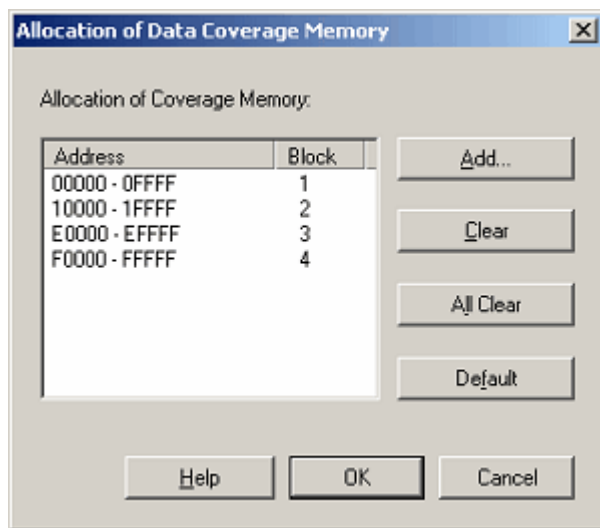 Allocation of Data Coverage Memory
Allocation of Coverage Memory:
Address Block
00000 - 0FFFF 1
10000 - 1FFFF 2
E0000 - EFFFF 3
F0000 - FFFFF 4
Add...
Clear
All Clear
Default
Help OK Cancel